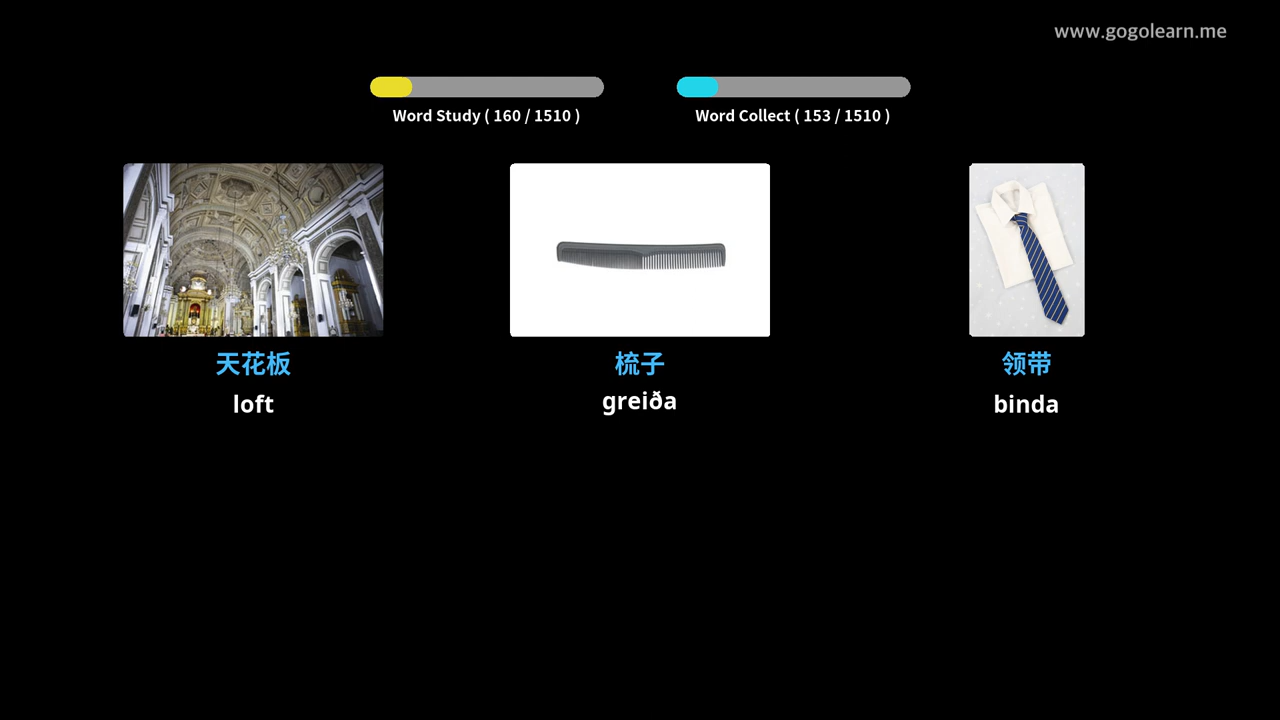 www.gogolearn.me
Word Study ( 160 / 1510 )
Word Collect ( 153 / 1510 )
天花板
梳子
领带
loft
greiða
binda